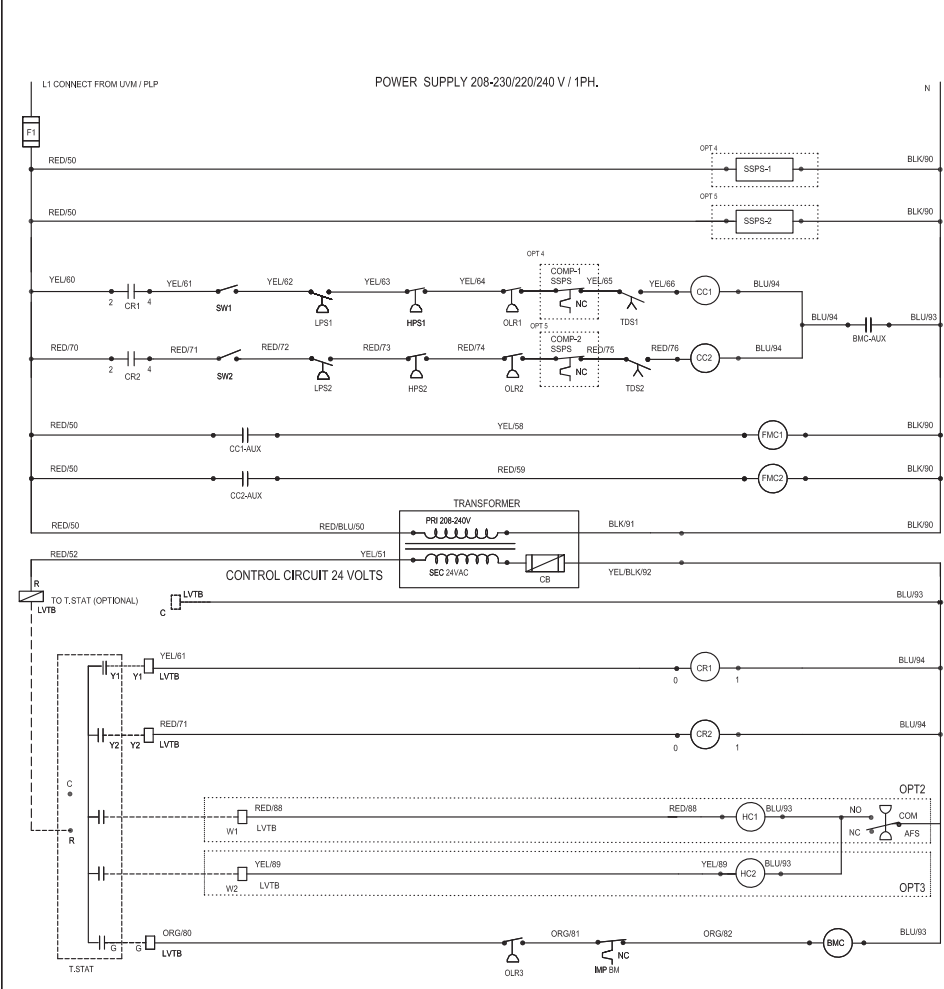 L1 CONNECT FROM UVM / PLP
POWER SUPPLY 208-230/220/240 V / 1PH.
N
F1
OPT 4
RED/50
SSPS-1
BLK/90
OPT 5
RED/50
SSPS-2
BLK/90
OPT 4
COMP-1
SSPS
YEL/60
YEL/61
YEL/62
YEL/63
YEL/64
YEL/65
YEL/66
CC1
BLU/94
2
CR1
4
SW1
LPS1
HPS1
OLR1
NC
TDS1
BLU/94
BLU/93
BMC-AUX
OPT 5
COMP-2
SSPS
RED/70
RED/71
RED/72
RED/73
RED/74
RED/75
RED/76
CC2
BLU/94
2
CR2
4
SW2
LPS2
HPS2
OLR2
NC
TDS2
RED/50
CC1-AUX
YEL/58
FMC1
BLK/90
RED/50
CC2-AUX
RED/59
FMC2
BLK/90
TRANSFORMER
RED/50
RED/BLU/50
PRI 208-240V
BLK/91
BLK/90
RED/52
YEL/51
SEC 24VAC
CB
YEL/BLK/92
CONTROL CIRCUIT 24 VOLTS
R
LVTB
TO T.STAT (OPTIONAL)
LVTB
C
BLU/93
YEL/61
Y1
Y1
LVTB
CR1
0
1
BLU/94
RED/71
Y2
Y2
LVTB
CR2
0
1
BLU/94
C
R
OPT2
RED/88
W1
LVTB
RED/88
HC1
BLU/93
NO
COM
NC
AFS
YEL/89
W2
LVTB
YEL/89
HC2
BLU/93
OPT3
ORG/80
G
G
LVTB
ORG/81
ORG/82
BMC
BLU/93
OLR3
IMP BM
NC
T.STAT